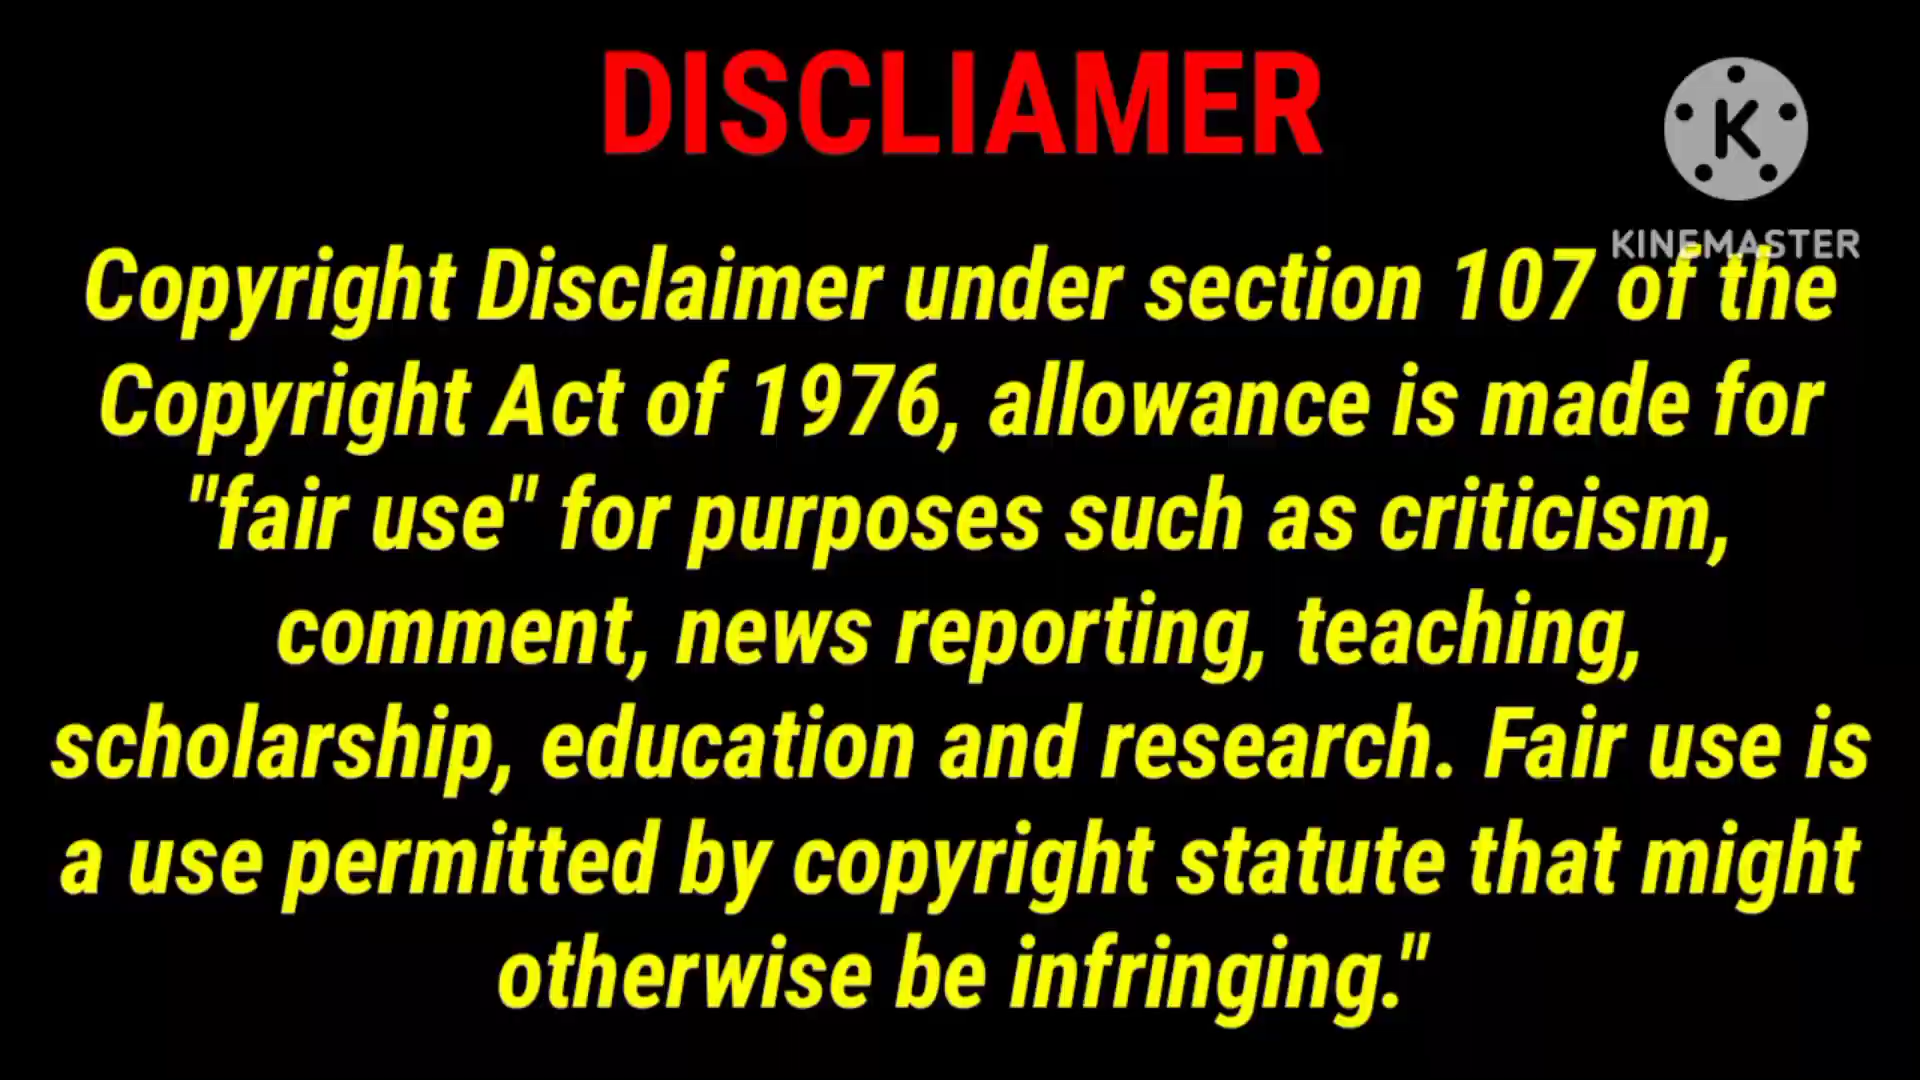 DISCLIAMER
K
KINEMASTER
Copyright Disclaimer under section 107 of the
Copyright Act of 1976, allowance is made for
"fair use" for purposes such as criticism,
comment, news reporting, teaching,
scholarship, education and research. Fair use is
a use permitted by copyright statute that might
otherwise be infringing."